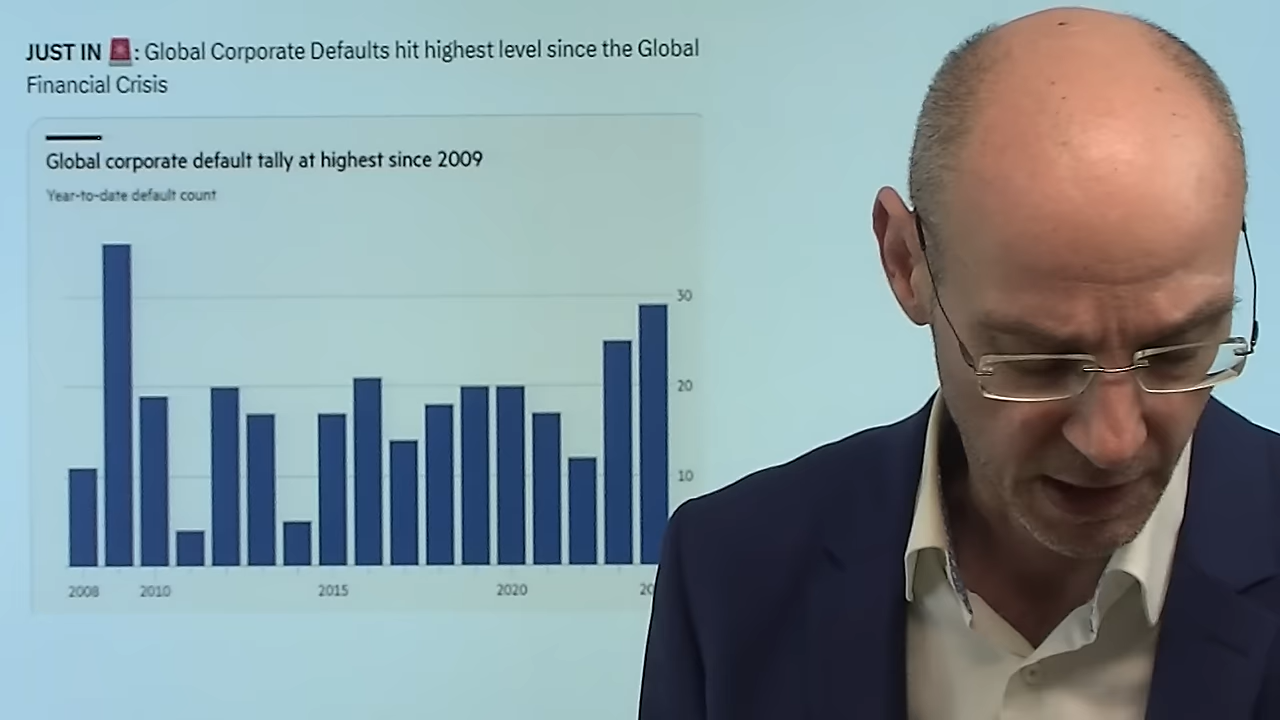 JUST IN 🚨: Global Corporate Defaults hit highest level since the Global
Financial Crisis
Global corporate default tally at highest since 2009
Year-to-date default count
30
20
10
2008 2010 2015 2020